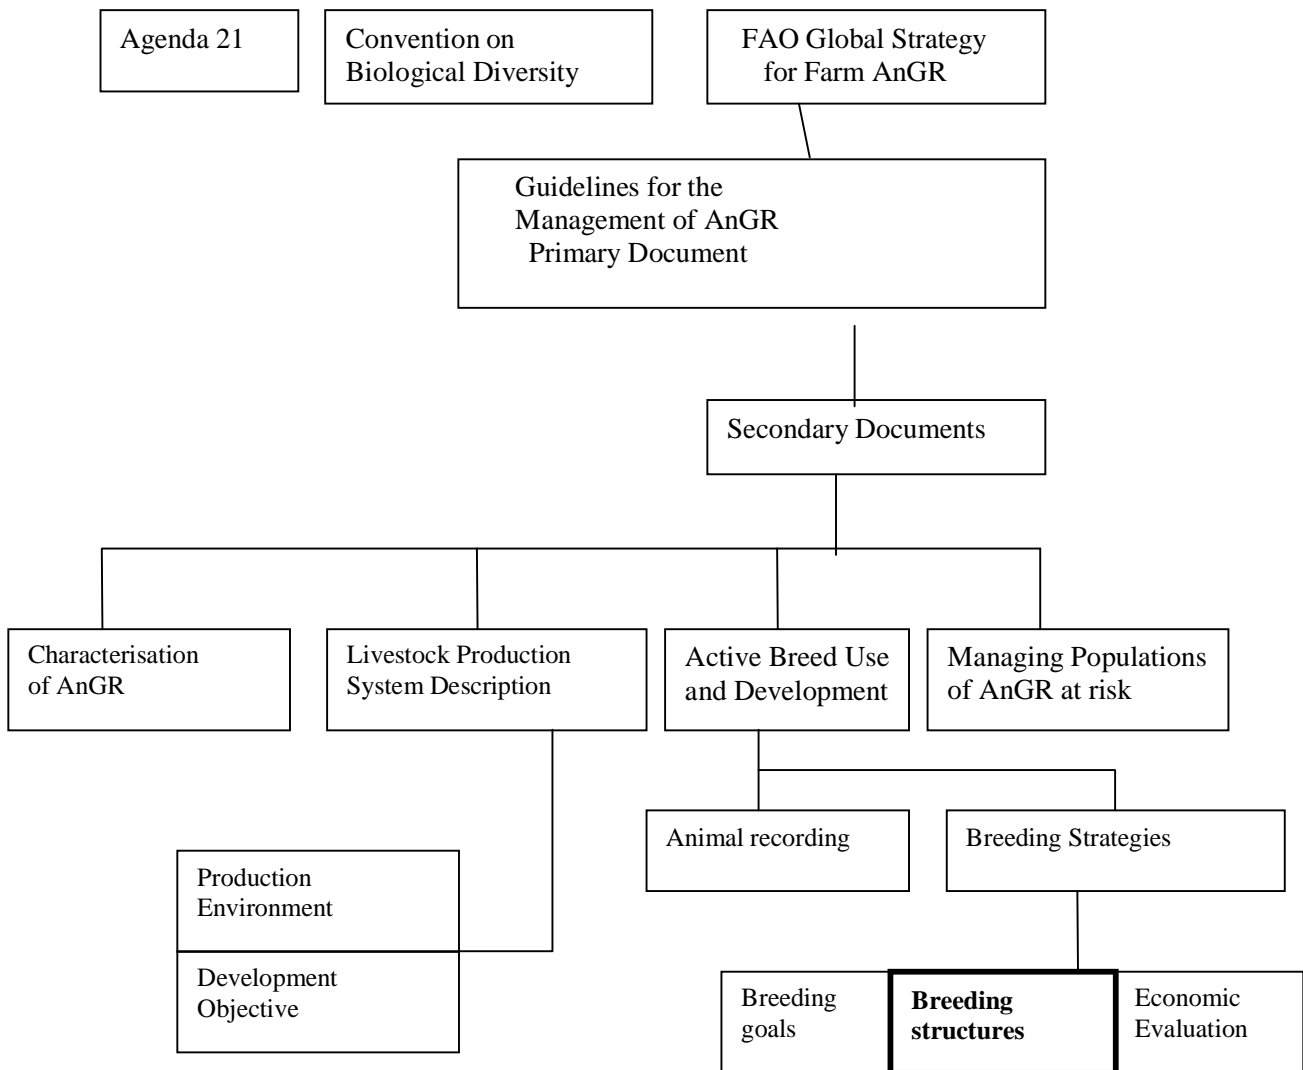 Agenda 21
Convention on
Biological Diversity
FAO Global Strategy
for Farm AnGR
Guidelines for the
Management of AnGR
Primary Document
Secondary Documents
Characterisation
of AnGR
Livestock Production
System Description
Active Breed Use
and Development
Managing Populations
of AnGR at risk
Animal recording
Breeding Strategies
Production
Environment
Development
Objective
Breeding
goals
Breeding
structures
Economic
Evaluation